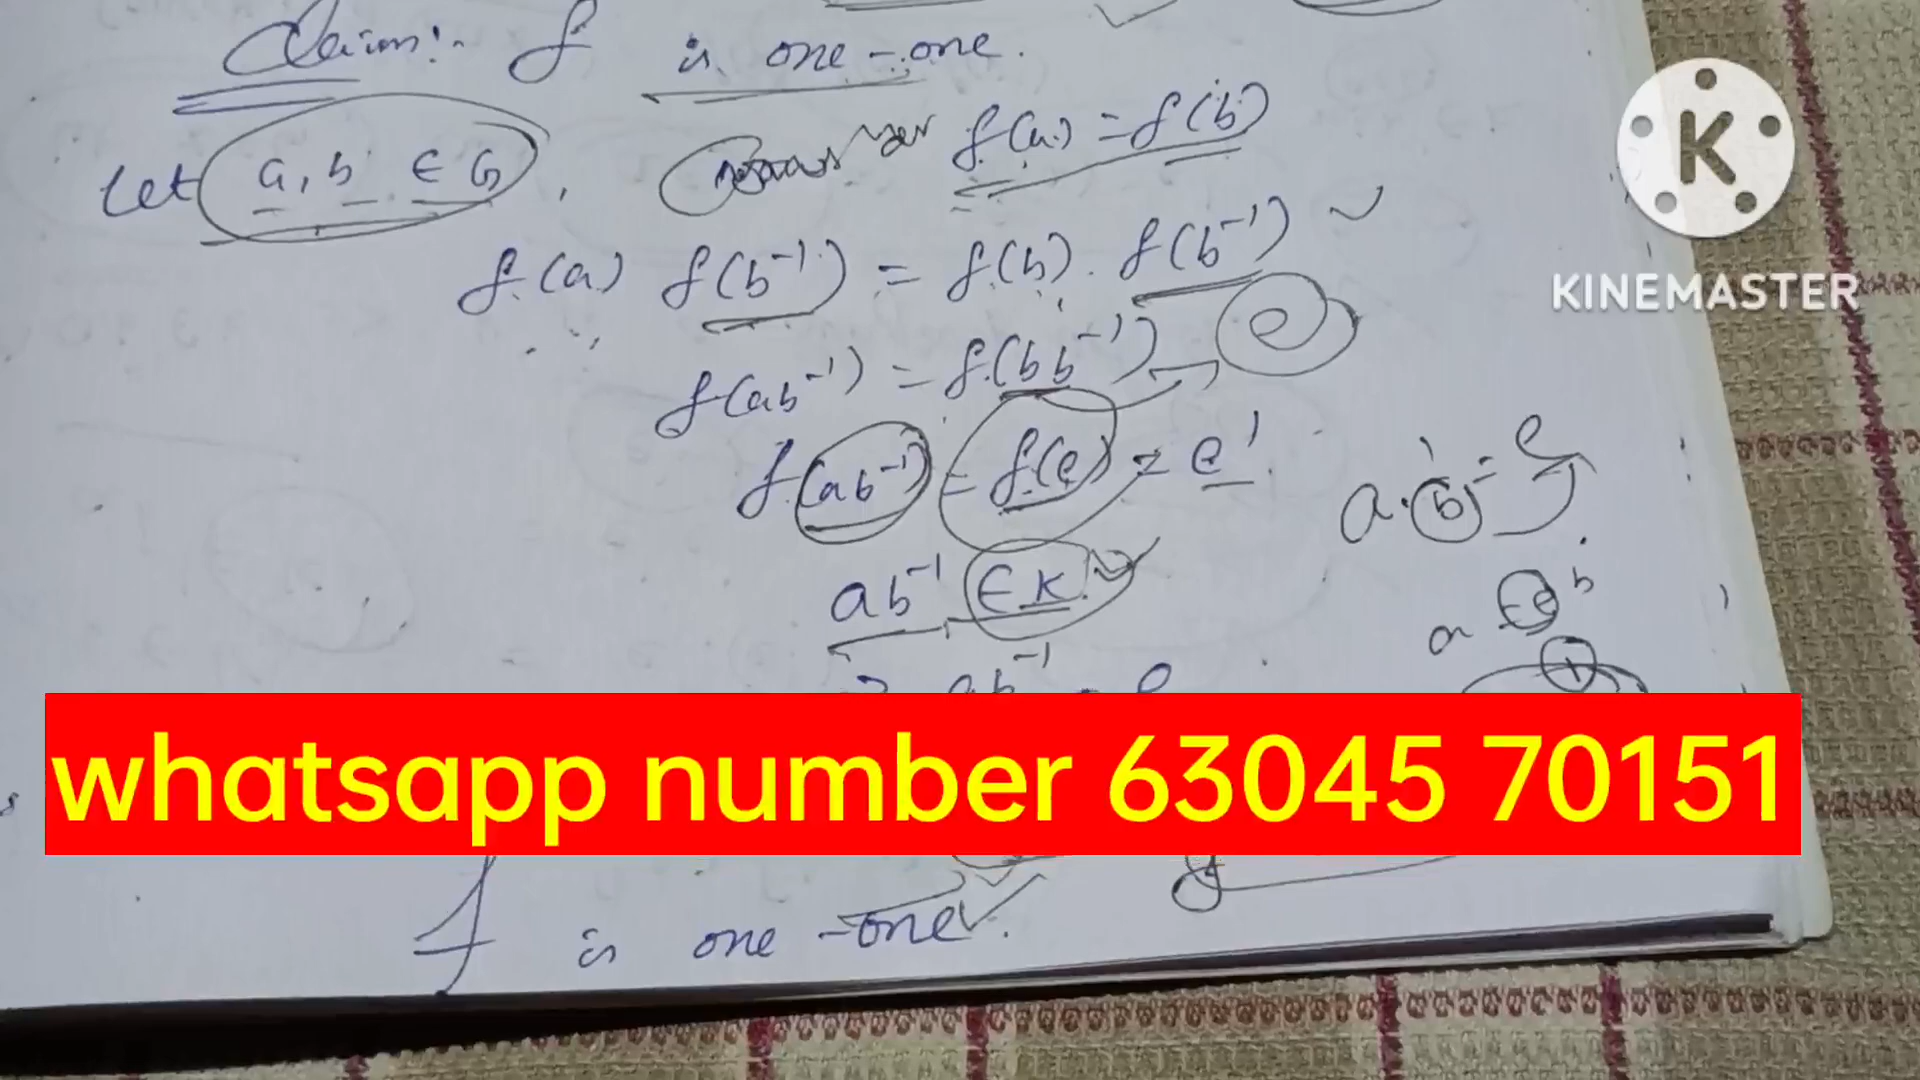 Claim:- f is one-one.
Let a, b ∈ G, f(a) = f(b)
f(a) f(b⁻¹) = f(b). f(b⁻¹)
f(ab⁻¹) = f(bb⁻¹) e
f(ab⁻¹) = f(e) = e'
a. b = e
ab⁻¹ ∈ K.
ab⁻¹ = e
f is one-one.
K
KINEMASTER
whatsapp number 63045 70151